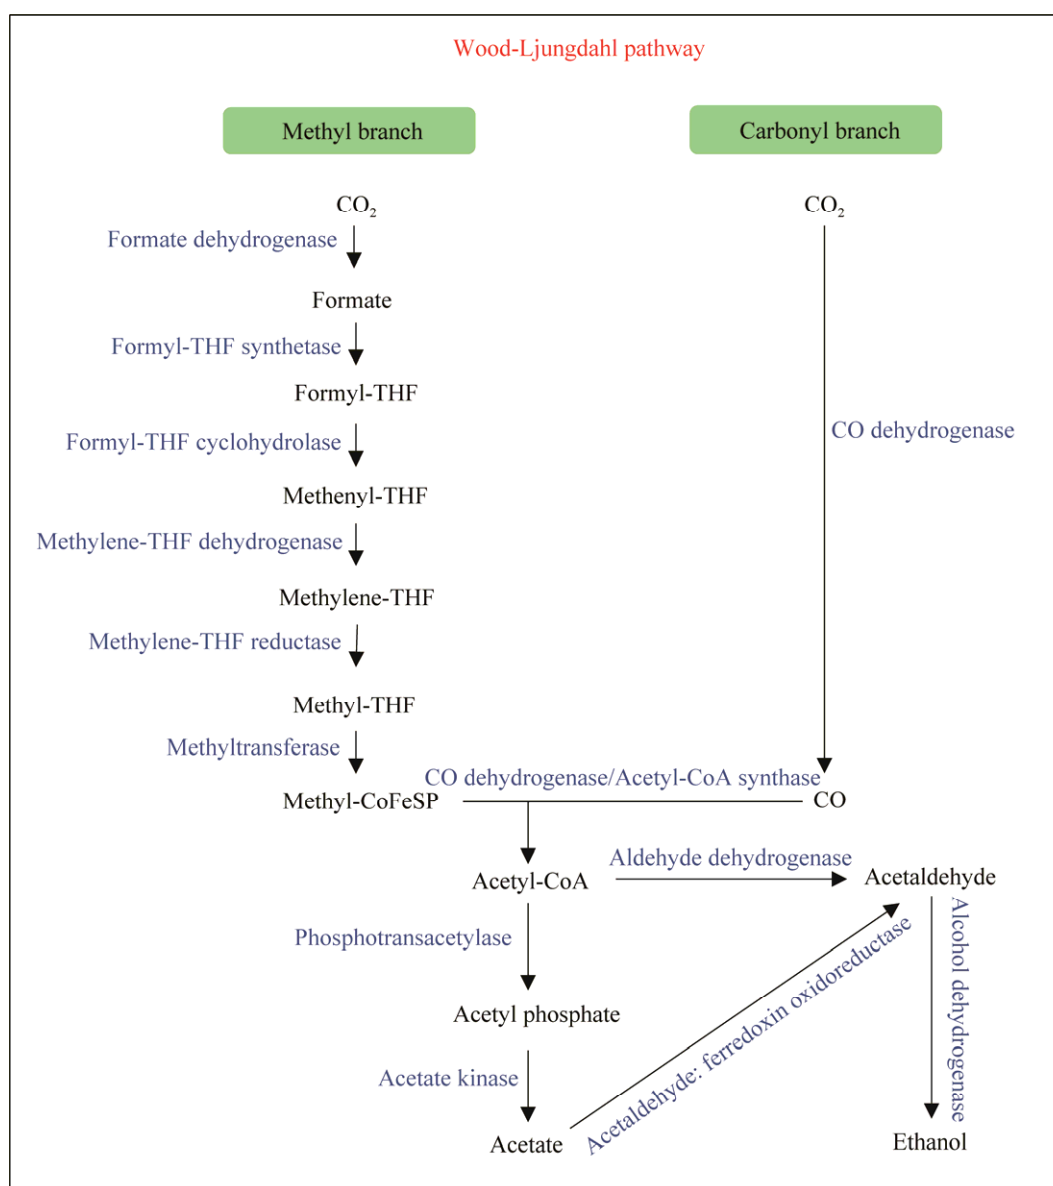 Wood-Ljungdahl pathway
Methyl branch
Carbonyl branch
CO₂
CO₂
Formate dehydrogenase
Formate
Formyl-THF synthetase
Formyl-THF
CO dehydrogenase
Formyl-THF cyclohydrolase
Methenyl-THF
Methylene-THF dehydrogenase
Methylene-THF
Methylene-THF reductase
Methyl-THF
Methyltransferase
CO dehydrogenase/Acetyl-CoA synthase
Methyl-CoFeSP
CO
Aldehyde dehydrogenase
Acetyl-CoA
Acetaldehyde
Phosphotransacetylase
Acetaldehyde: ferredoxin oxidoreductase
Alcohol dehydrogenase
Acetyl phosphate
Acetate kinase
Acetate
Ethanol